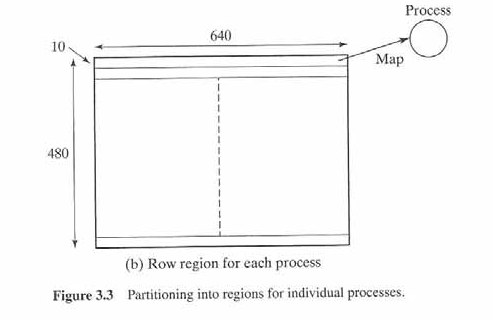 Process
640
10
Map
480
(b) Row region for each process
Figure 3.3 Partitioning into regions for individual processes.